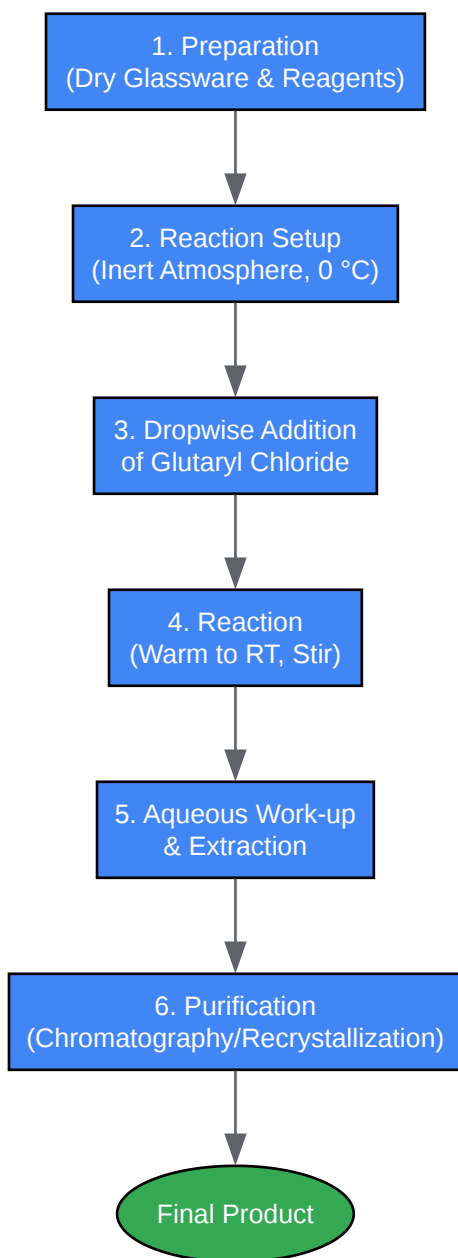 1. Preparation
(Dry Glassware & Reagents)
2. Reaction Setup
(Inert Atmosphere, 0 °C)
3. Dropwise Addition
of Glutaryl Chloride
4. Reaction
(Warm to RT, Stir)
5. Aqueous Work-up
& Extraction
6. Purification
(Chromatography/Recrystallization)
Final Product